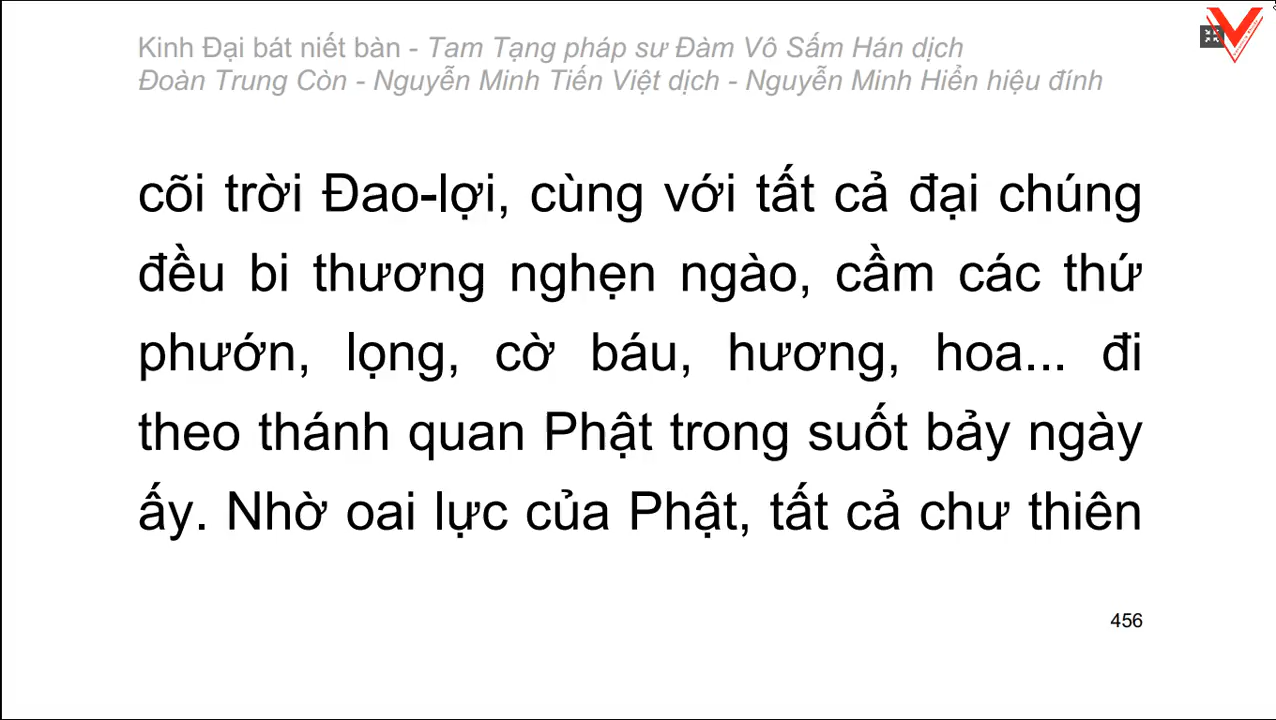 Kinh Đại bát niết bàn - Tam Tạng pháp sư Đàm Vô Sấm Hán dịch
Đoàn Trung Còn - Nguyễn Minh Tiến Việt dịch - Nguyễn Minh Hiển hiệu đính
cõi trời Đao-lợi, cùng với tất cả đại chúng
đều bi thương nghẹn ngào, cầm các thứ
phướn, lọng, cờ báu, hương, hoa... đi
theo thánh quan Phật trong suốt bảy ngày
ấy. Nhờ oai lực của Phật, tất cả chư thiên
456